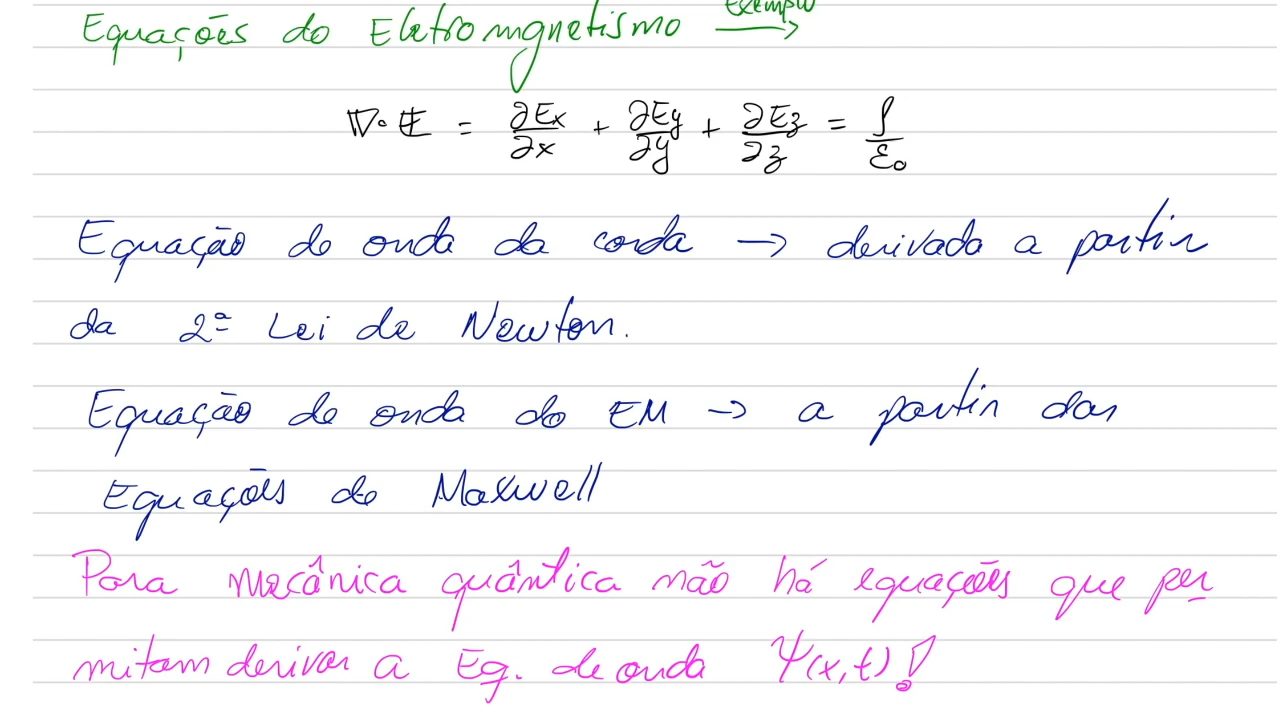 Equações do Eletromgnetismo Exemplo →
∇·E = ∂Ex/∂x + ∂Ey/∂y + ∂Ez/∂z = ρ/ε₀
Equação de onda da corda → derivada a partir
da 2ª Lei de Newton.
Equação de onda do EM → a partir das
Equações de Maxwell
Para mecânica quântica não há equações que per
mitam derivar a Eq. de onda Ψ(x,t)!